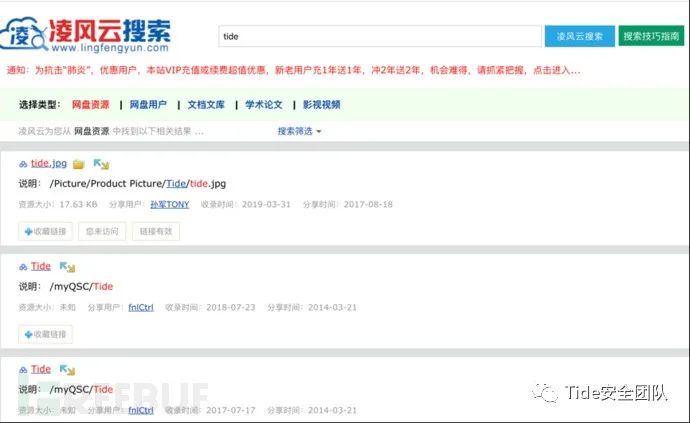 凌 凌风云搜索
www.lingfengyun.com
tide 凌风云搜索 搜索技巧指南
通知：为抗击“肺炎”，优惠用户，本站VIP充值或续费超值优惠，新老用户充1年送1年，冲2年送2年，机会难得，请抓紧把握，点击进入...
选择类型： 网盘资源 | 网盘用户 | 文档文库 | 学术论文 | 影视视频
凌风云为您从 网盘资源 中找到以下相关结果 ... 搜索筛选
tide.jpg
说明： /Picture/Product Picture/Tide/tide.jpg
资源大小：17.63 KB 分享用户：孙军TONY 收录时间：2019-03-31 分享时间：2017-08-18
收藏链接 您未访问 链接有效
Tide
说明： /myQSC/Tide
资源大小：未知 分享用户：fnlCtrl 收录时间：2018-07-23 分享时间：2014-03-21
收藏链接
Tide
说明： /myQSC/Tide
资源大小：未知 分享用户：fnlCtrl 收录时间：2017-07-17 分享时间：2014-03-21
FREEBUF
Tide安全团队